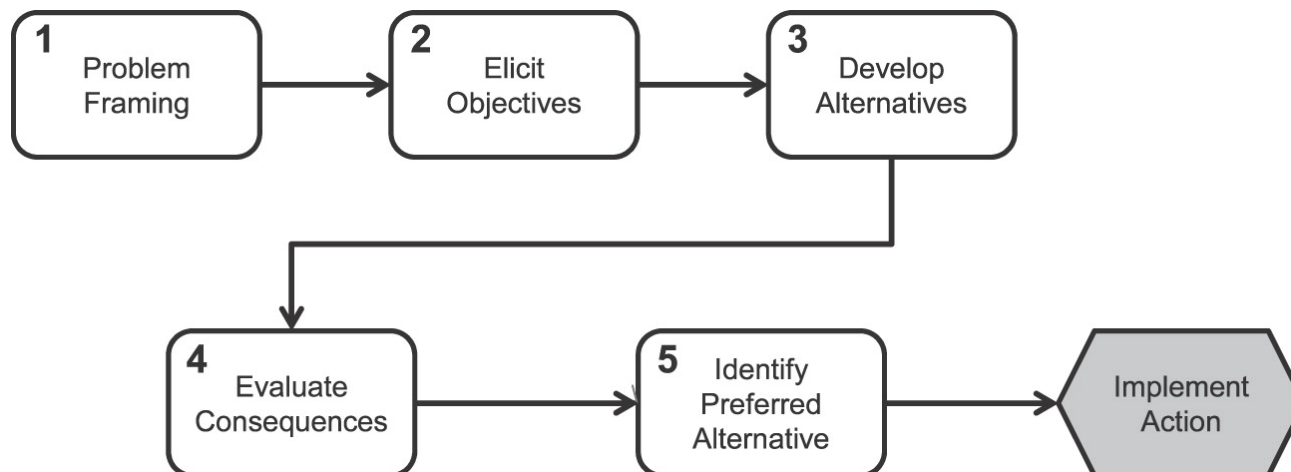 1
Problem
Framing
2
Elicit
Objectives
3
Develop
Alternatives
4
Evaluate
Consequences
5
Identify
Preferred
Alternative
Implement
Action